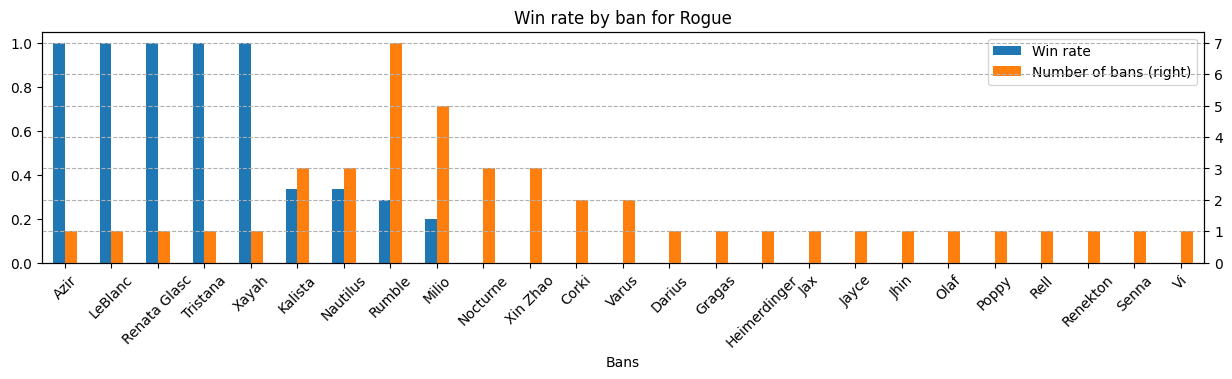 Win rate by ban for Rogue
Win rate
Number of bans (right)
1.0
0.8
0.6
0.4
0.2
0.0
7
6
5
4
3
2
1
0
Azir
LeBlanc
Renata Glasc
Tristana
Xayah
Kalista
Nautilus
Rumble
Milio
Nocturne
Xin Zhao
Corki
Varus
Darius
Gragas
Heimerdinger
Jax
Jayce
Jhin
Olaf
Poppy
Rell
Renekton
Senna
Vi
Bans